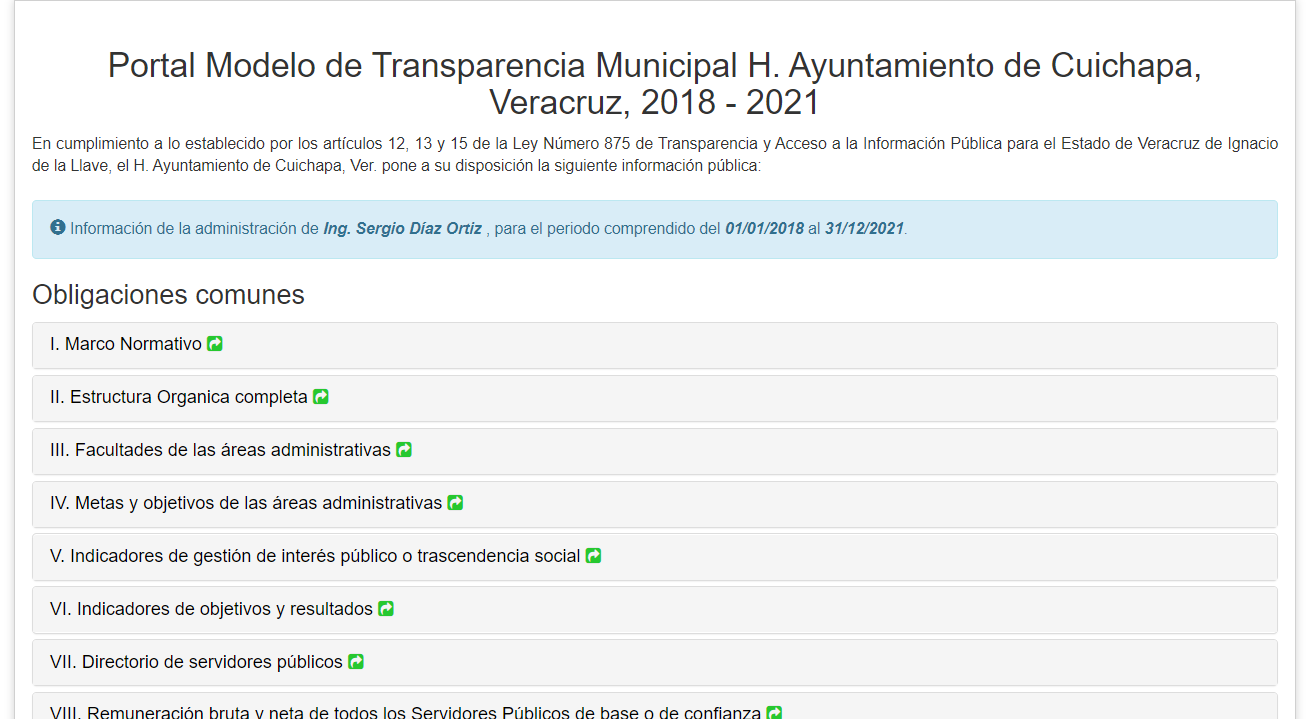 Portal Modelo de Transparencia Municipal H. Ayuntamiento de Cuichapa,
Veracruz, 2018 - 2021
En cumplimiento a lo establecido por los artículos 12, 13 y 15 de la Ley Número 875 de Transparencia y Acceso a la Información Pública para el Estado de Veracruz de Ignacio
de la Llave, el H. Ayuntamiento de Cuichapa, Ver. pone a su disposición la siguiente información pública:
Información de la administración de Ing. Sergio Díaz Ortiz , para el periodo comprendido del 01/01/2018 al 31/12/2021.
Obligaciones comunes
I. Marco Normativo
II. Estructura Organica completa
III. Facultades de las áreas administrativas
IV. Metas y objetivos de las áreas administrativas
V. Indicadores de gestión de interés público o trascendencia social
VI. Indicadores de objetivos y resultados
VII. Directorio de servidores públicos
VIII. Remuneración bruta y neta de todos los Servidores Públicos de base o de confianza